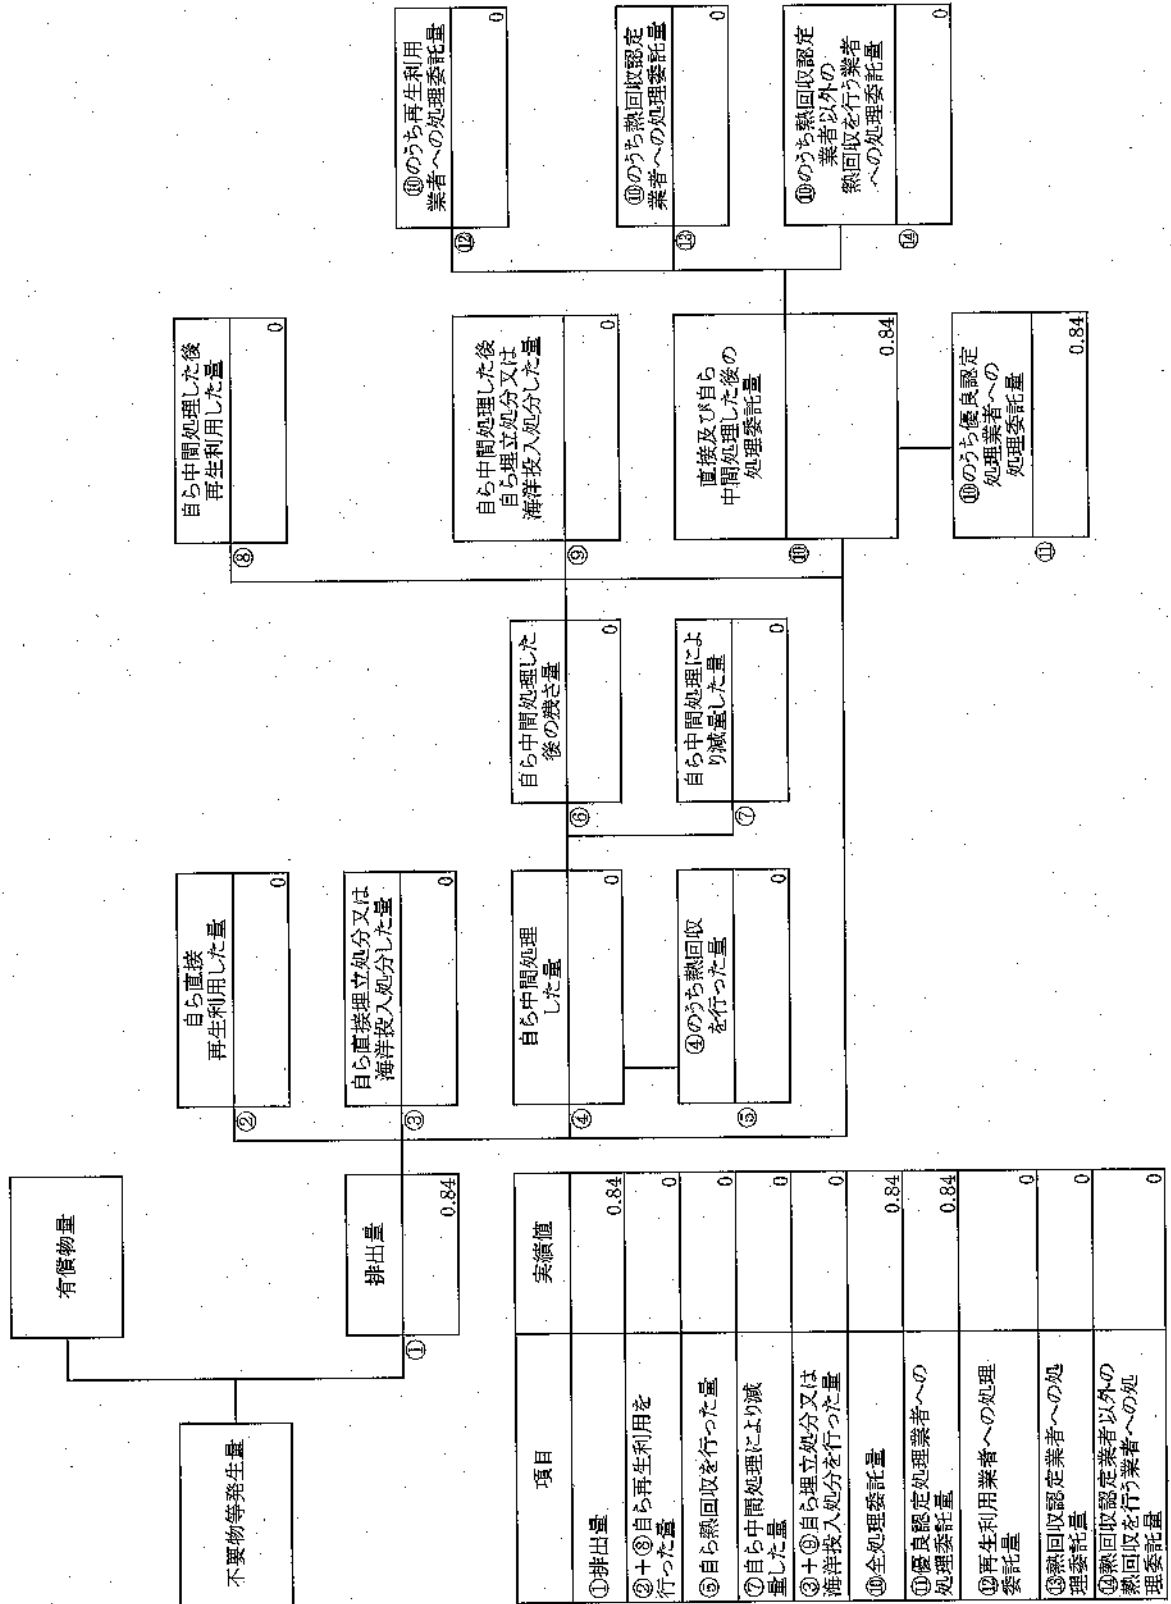 不要物等発生量
有償物量
排出量
①
0.84
自ら直接
再生利用した量
②
0
自ら直接埋立処分又は
海洋投入処分した量
③
0
自ら中間処理
した量
④
0
④のうち熱回収
を行った量
⑤
0
自ら中間処理した
後の残さ量
⑥
0
自ら中間処理によ
り減量した量
⑦
0
自ら中間処理した後
再生利用した量
⑧
0
自ら中間処理した後
自ら埋立処分又は
海洋投入処分した量
⑨
0
直接及び自ら
中間処理した後の
処理委託量
⑩
0.84
⑩のうち優良認定
処理業者への
処理委託量
⑪
0.84
⑩のうち再生利用
業者への処理委託量
⑫
0
⑩のうち熱回収認定
業者への処理委託量
⑬
0
⑩のうち熱回収認定
業者以外の
熱回収を行う業者
への処理委託量
⑭
0
項目 実績値
①排出量 0.84
②+⑧自ら再生利用を
行った量 0
⑤自ら熱回収を行った量 0
⑦自ら中間処理により減
量した量 0
③+⑨自ら埋立処分又は
海洋投入処分を行った量 0
⑩全処理委託量 0.84
⑪優良認定処理業者への
処理委託量 0.84
⑫再生利用業者への処理
委託量 0
⑬熱回収認定業者への処
理委託量 0
⑭熱回収認定業者以外の
熱回収を行う業者への処
理委託量 0